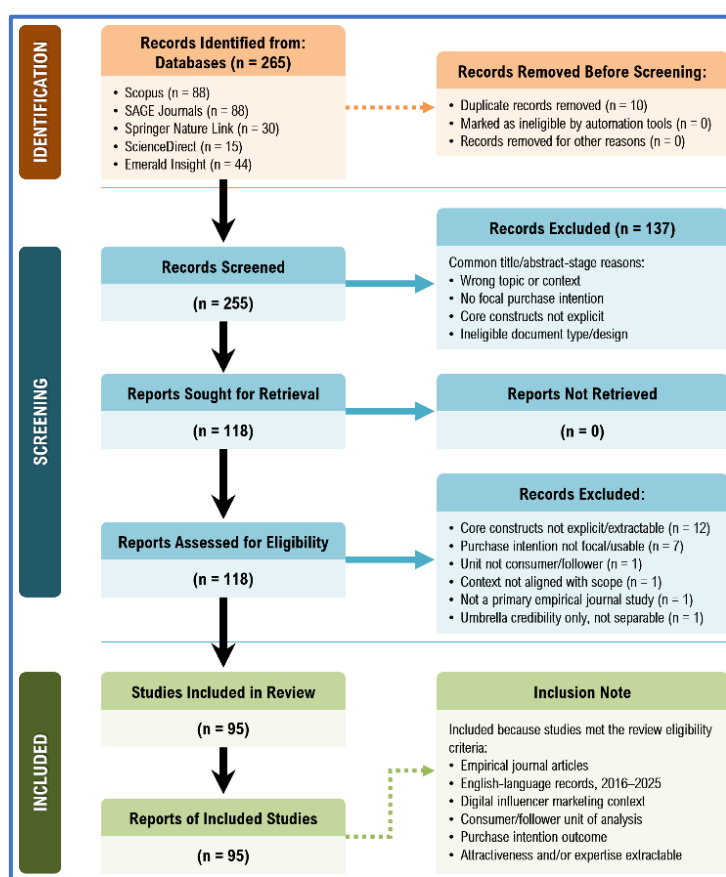 IDENTIFICATION
Records Identified from:
Databases (n = 265)
• Scopus (n = 88)
• SAGE Journals (n = 88)
• Springer Nature Link (n = 30)
• ScienceDirect (n = 15)
• Emerald Insight (n = 44)
Records Removed Before Screening:
• Duplicate records removed (n = 10)
• Marked as ineligible by automation tools (n = 0)
• Records removed for other reasons (n = 0)
SCREENING
Records Screened
(n = 255)
Records Excluded (n = 137)
Common title/abstract-stage reasons:
• Wrong topic or context
• No focal purchase intention
• Core constructs not explicit
• Ineligible document type/design
Reports Sought for Retrieval
(n = 118)
Reports Not Retrieved
(n = 0)
Reports Assessed for Eligibility
(n = 118)
Records Excluded:
• Core constructs not explicit/extractable (n = 12)
• Purchase intention not focal/usable (n = 7)
• Unit not consumer/follower (n = 1)
• Context not aligned with scope (n = 1)
• Not a primary empirical journal study (n = 1)
• Umbrella credibility only, not separable (n = 1)
INCLUDED
Studies Included in Review
(n = 95)
Reports of Included Studies
(n = 95)
Inclusion Note
Included because studies met the review eligibility
criteria:
• Empirical journal articles
• English-language records, 2016–2025
• Digital influencer marketing context
• Consumer/follower unit of analysis
• Purchase intention outcome
• Attractiveness and/or expertise extractable